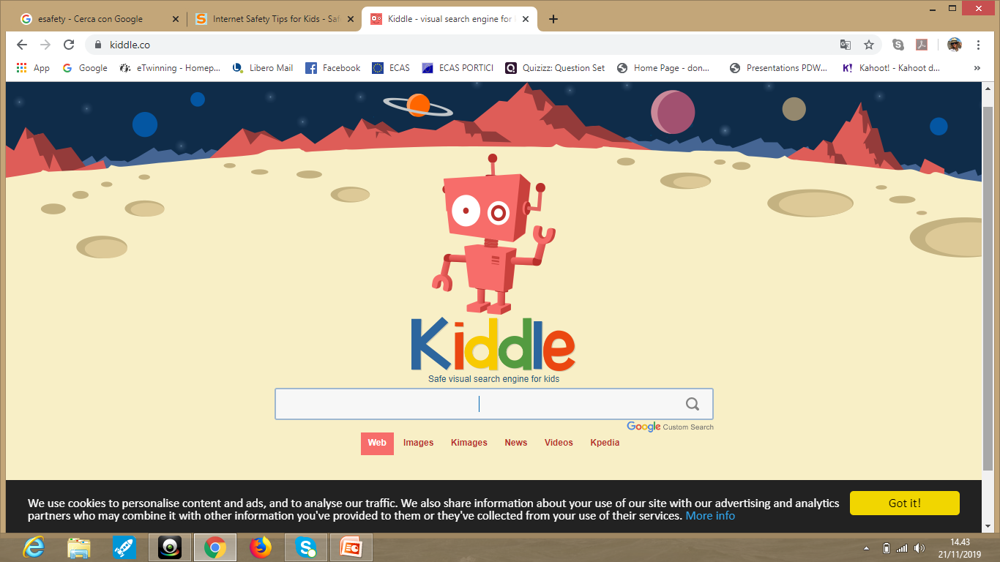 esafety - Cerca con Google
Internet Safety Tips for Kids - Safe
Kiddle - visual search engine for k
kiddle.co
App Google eTwinning - Homep... Libero Mail Facebook ECAS ECAS PORTICI Quizizz: Question Set Home Page - don... Presentations PDW... Kahoot! - Kahoot d... »
Kiddle
Safe visual search engine for kids
Google Custom Search
Web Images Kimages News Videos Kpedia
We use cookies to personalise content and ads, and to analyse our traffic. We also share information about your use of our site with our advertising and analytics
partners who may combine it with other information you've provided to them or they've collected from your use of their services. More info
Got it!
14.43
21/11/2019